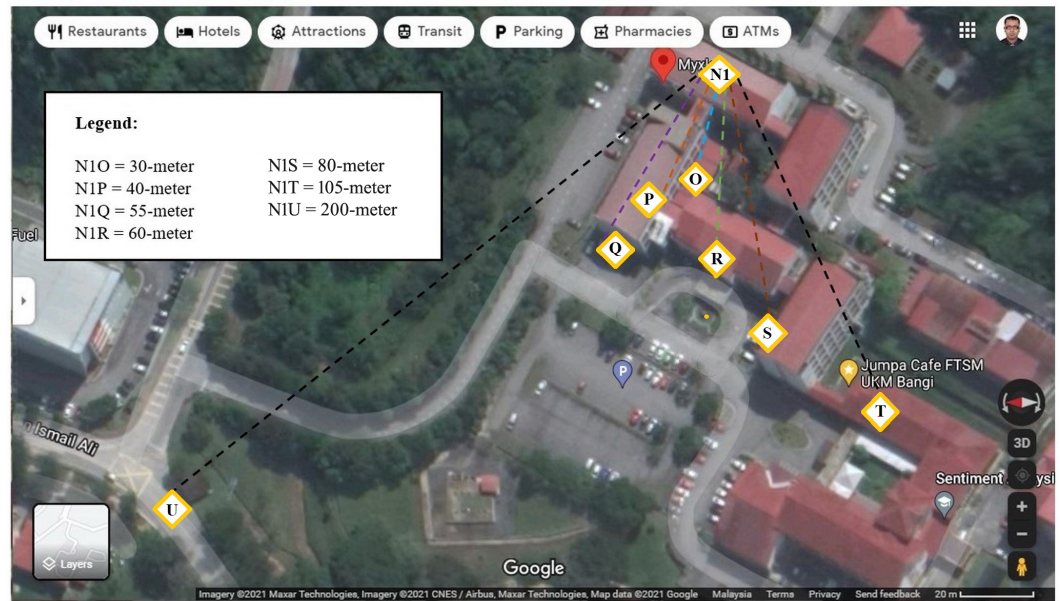 Restaurants
Hotels
Attractions
Transit
P Parking
Pharmacies
ATMs
N1
Legend:
N1O = 30-meter
N1P = 40-meter
N1Q = 55-meter
N1R = 60-meter
N1S = 80-meter
N1T = 105-meter
N1U = 200-meter
Fuel
O
P
Q
R
S
P
Jumpa Cafe FTSM
UKM Bangi
T
Ismail Ali
3D
Sentiment
U
Layers
Google
Imagery ©2021 Maxar Technologies, Imagery ©2021 CNES / Airbus, Maxar Technologies, Map data ©2021 Google Malaysia Terms Privacy Send feedback 20 m